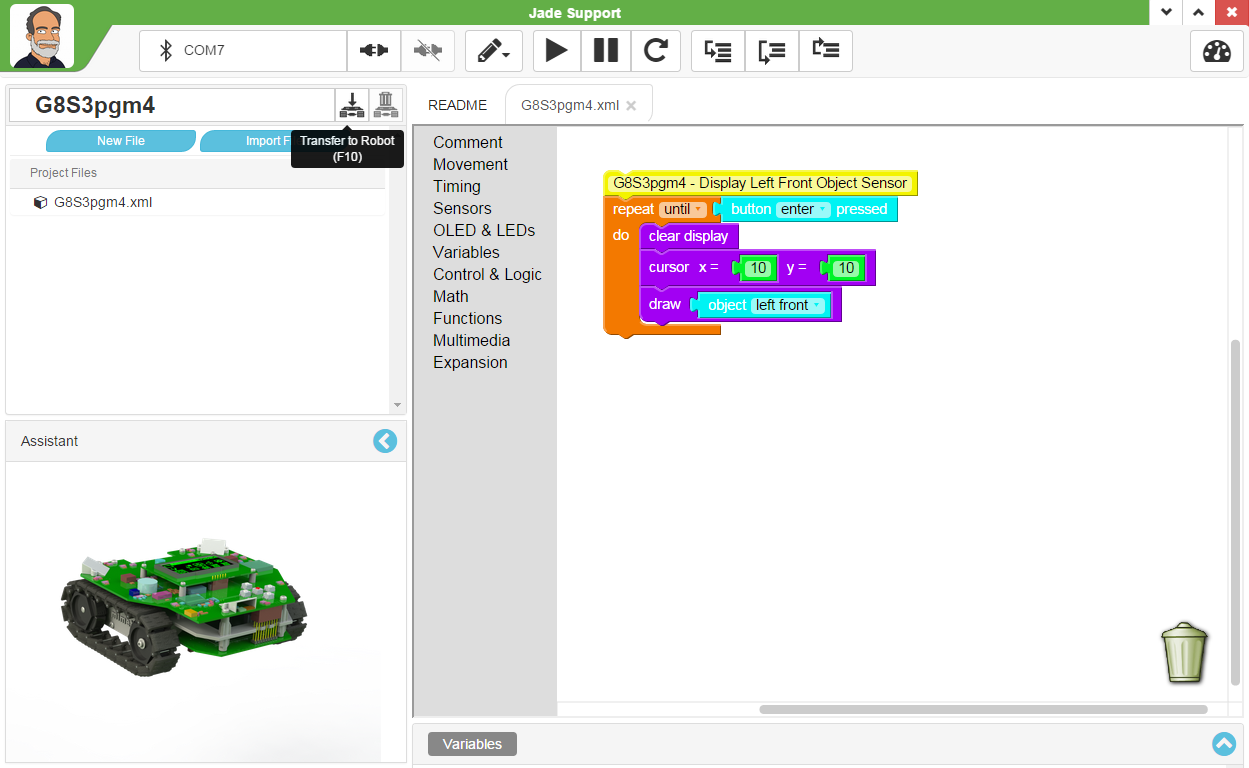 Jade Support
COM7
G8S3pgm4
New File
Import F
Transfer to Robot
(F10)
Project Files
G8S3pgm4.xml
Assistant
README
G8S3pgm4.xml
Comment
Movement
Timing
Sensors
OLED & LEDs
Variables
Control & Logic
Math
Functions
Multimedia
Expansion
G8S3pgm4 - Display Left Front Object Sensor
repeat until button enter pressed
do
clear display
cursor x = 10 y = 10
draw object left front
Variables